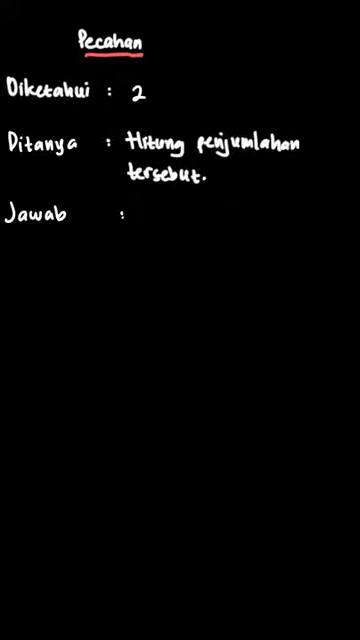 Pecahan
Diketahui : 2
Ditanya : Hitung penjumlahan
tersebut.
Jawab :